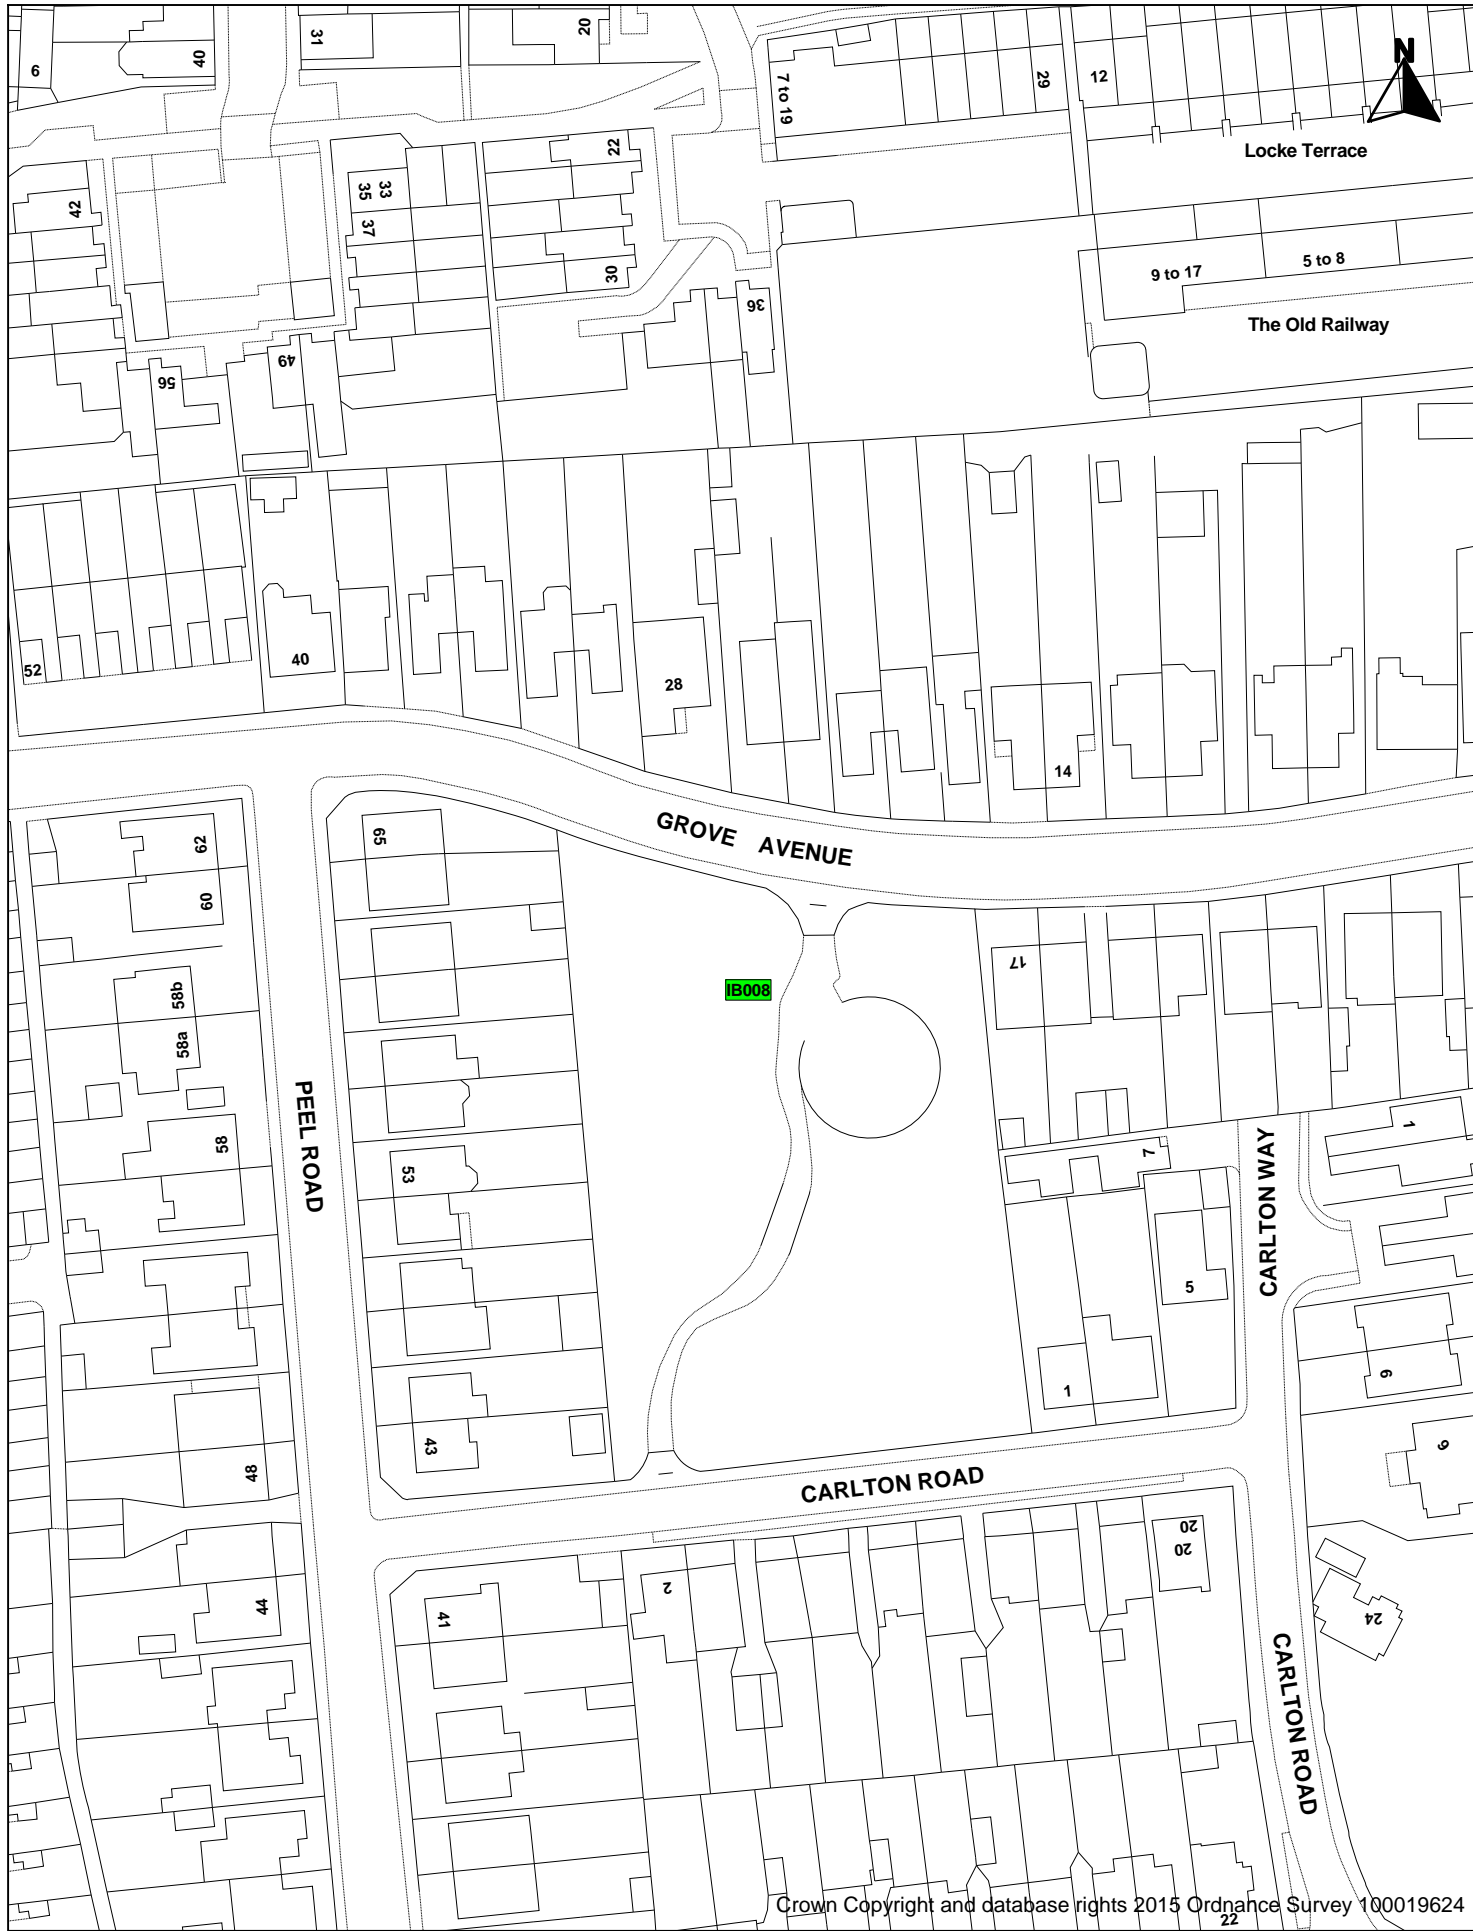 6
40
31
20
7 to 19
29
12
N
Locke Terrace
42
35 33
37
22
30
36
9 to 17
5 to 8
The Old Railway
56
49
52
40
28
14
GROVE AVENUE
62
60
65
58b
58a
58
PEEL ROAD
IB008
17
53
7
CARLTON WAY
1
5
1
9
9
43
48
CARLTON ROAD
20
20
2
41
44
24
CARLTON ROAD
22
Crown Copyright and database rights 2015 Ordnance Survey 100019624